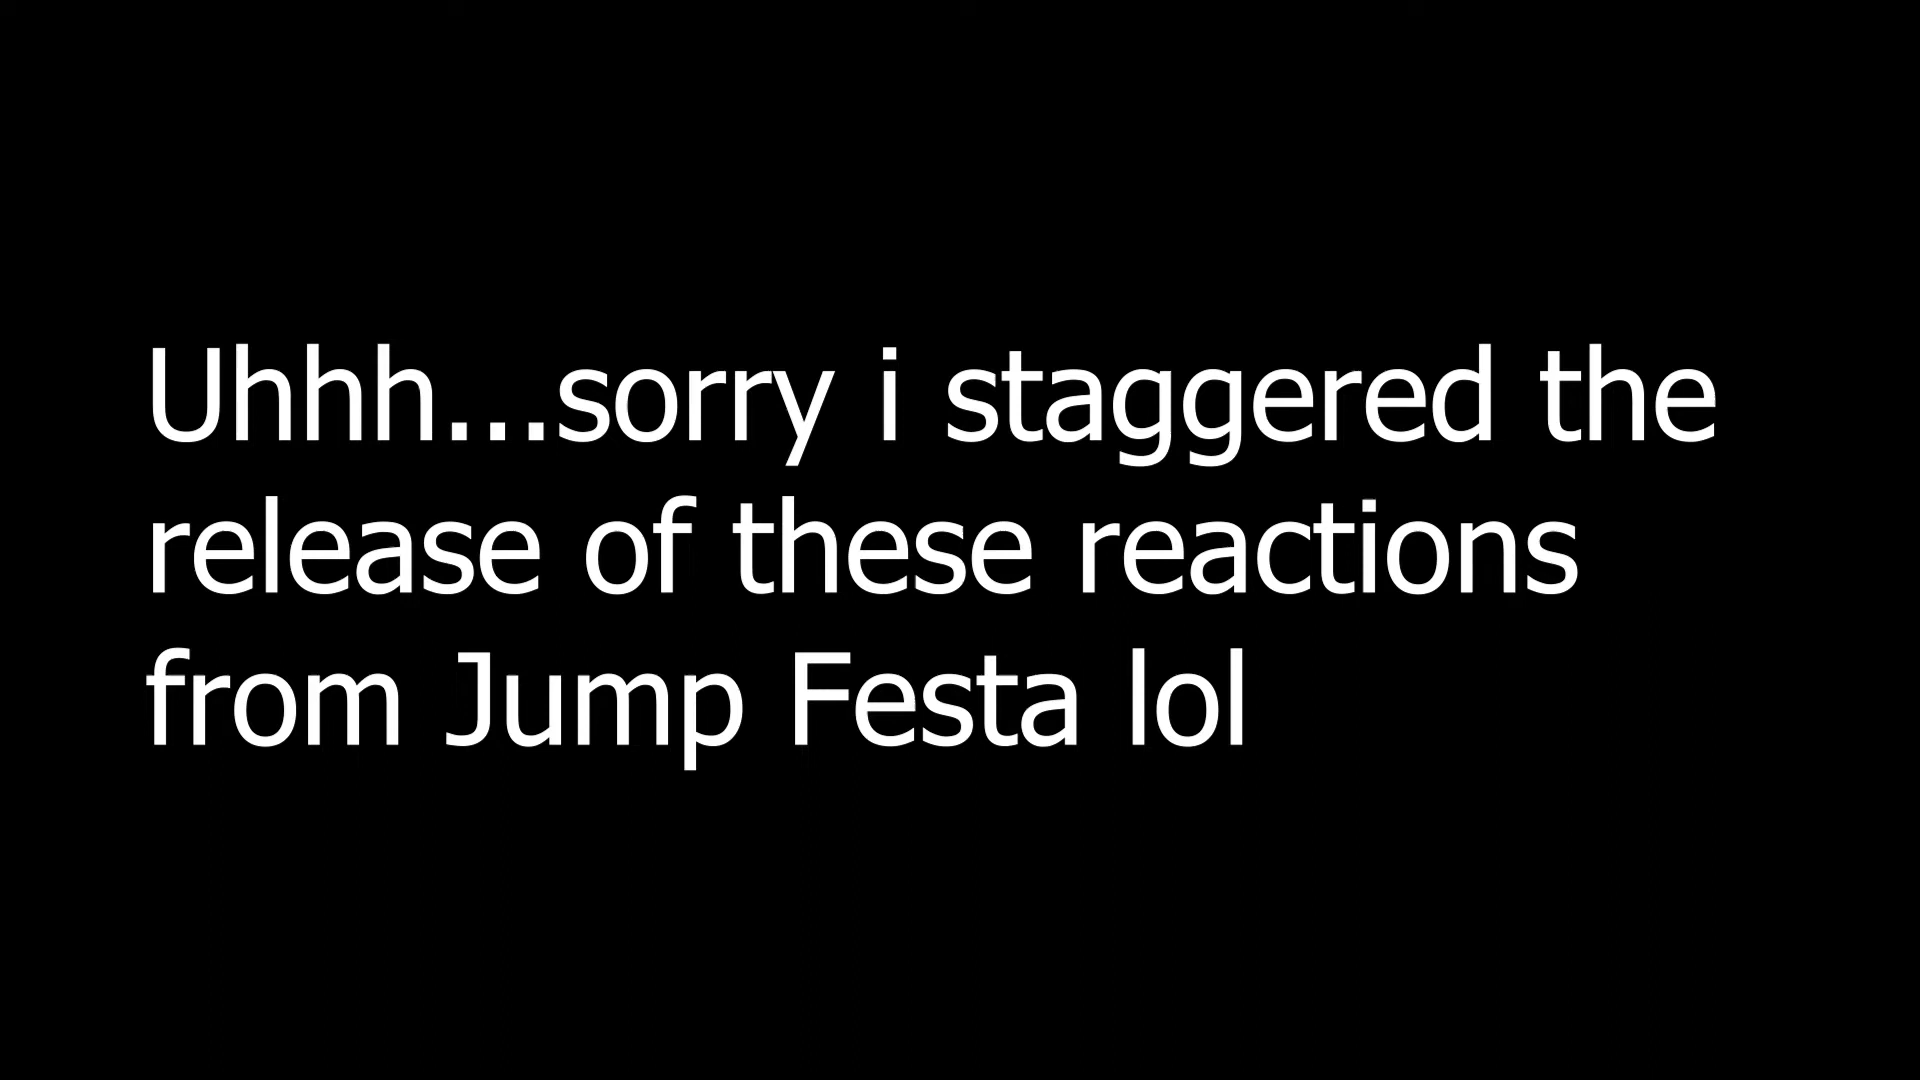 Uhhh...sorry i staggered the
release of these reactions
from Jump Festa lol